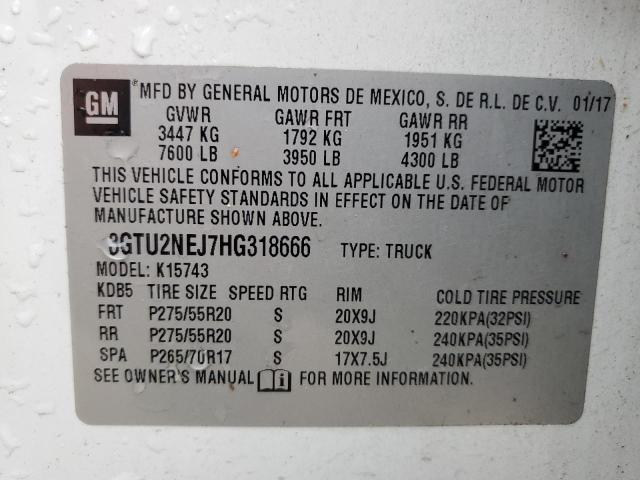 GM
® MFD BY GENERAL MOTORS DE MEXICO, S. DE R.L. DE C.V. 01/17
GVWR GAWR FRT GAWR RR
3447 KG 1792 KG 1951 KG
7600 LB 3950 LB 4300 LB
THIS VEHICLE CONFORMS TO ALL APPLICABLE U.S. FEDERAL MOTOR
VEHICLE SAFETY STANDARDS IN EFFECT ON THE DATE OF
MANUFACTURE SHOWN ABOVE.
3GTU2NEJ7HG318666 TYPE: TRUCK
MODEL: K15743
KDB5 TIRE SIZE SPEED RTG RIM COLD TIRE PRESSURE
FRT P275/55R20 S 20X9J 220KPA(32PSI)
RR P275/55R20 S 20X9J 240KPA(35PSI)
SPA P265/70R17 S 17X7.5J 240KPA(35PSI)
SEE OWNER'S MANUAL FOR MORE INFORMATION.